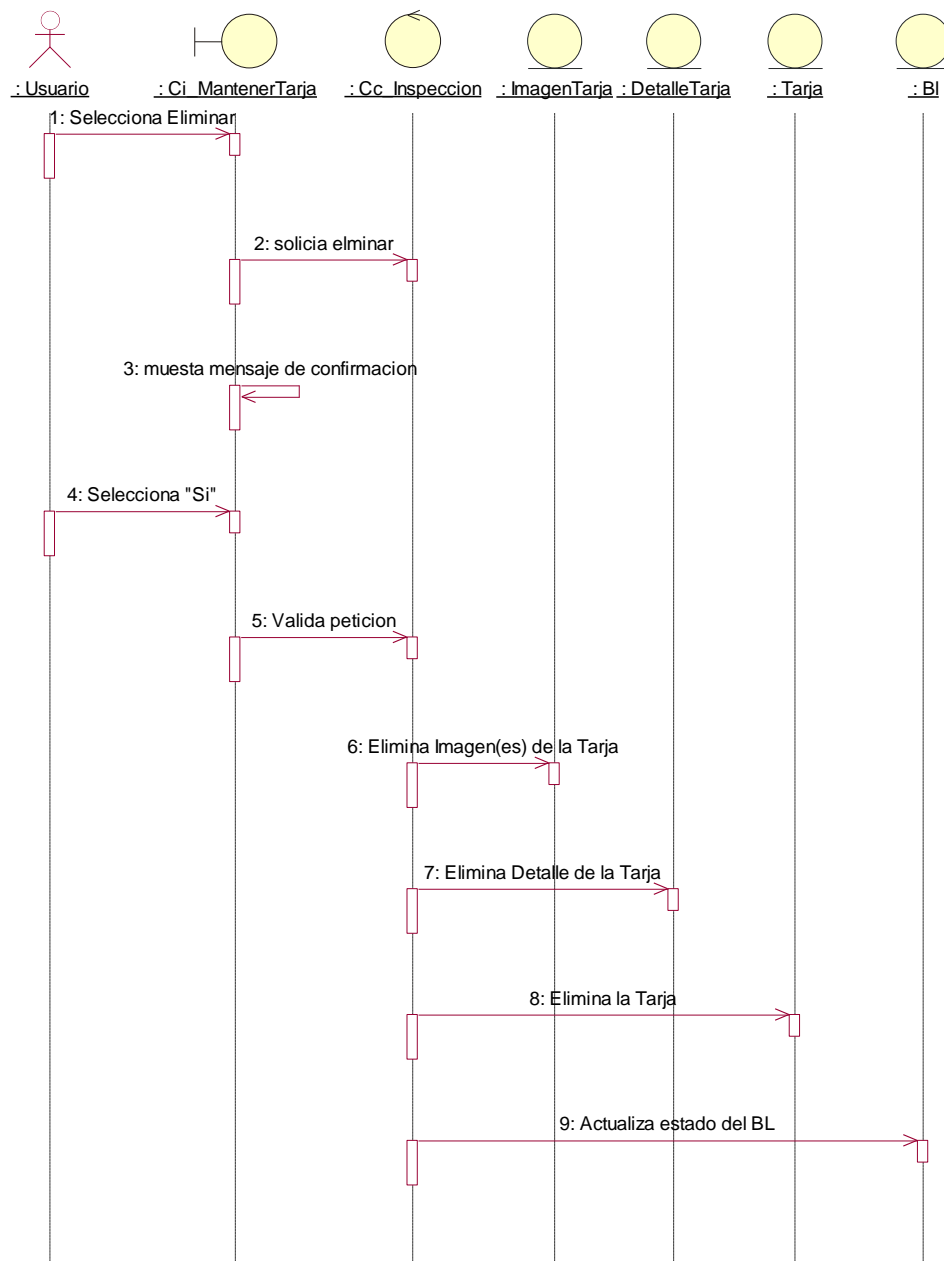 : Usuario
: Ci_MantenerTarja
: Cc_Inspeccion
: ImagenTarja
: DetalleTarja
: Tarja
: Bl
1: Selecciona Eliminar
2: solicia elminar
3: muesta mensaje de confirmacion
4: Selecciona "Si"
5: Valida peticion
6: Elimina Imagen(es) de la Tarja
7: Elimina Detalle de la Tarja
8: Elimina la Tarja
9: Actualiza estado del BL